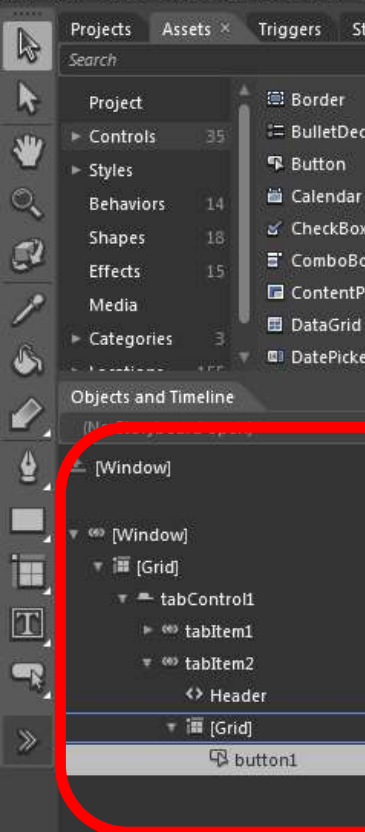 Projects Assets × Triggers St
Search
Project
Controls 35
Styles
Behaviors 14
Shapes 18
Effects 15
Media
Categories 3
Border
BulletDec
Button
Calendar
CheckBox
ComboBo
ContentP
DataGrid
DatePicke
Objects and Timeline
[Window]
[Window]
[Grid]
tabControl1
tabItem1
tabItem2
Header
[Grid]
button1